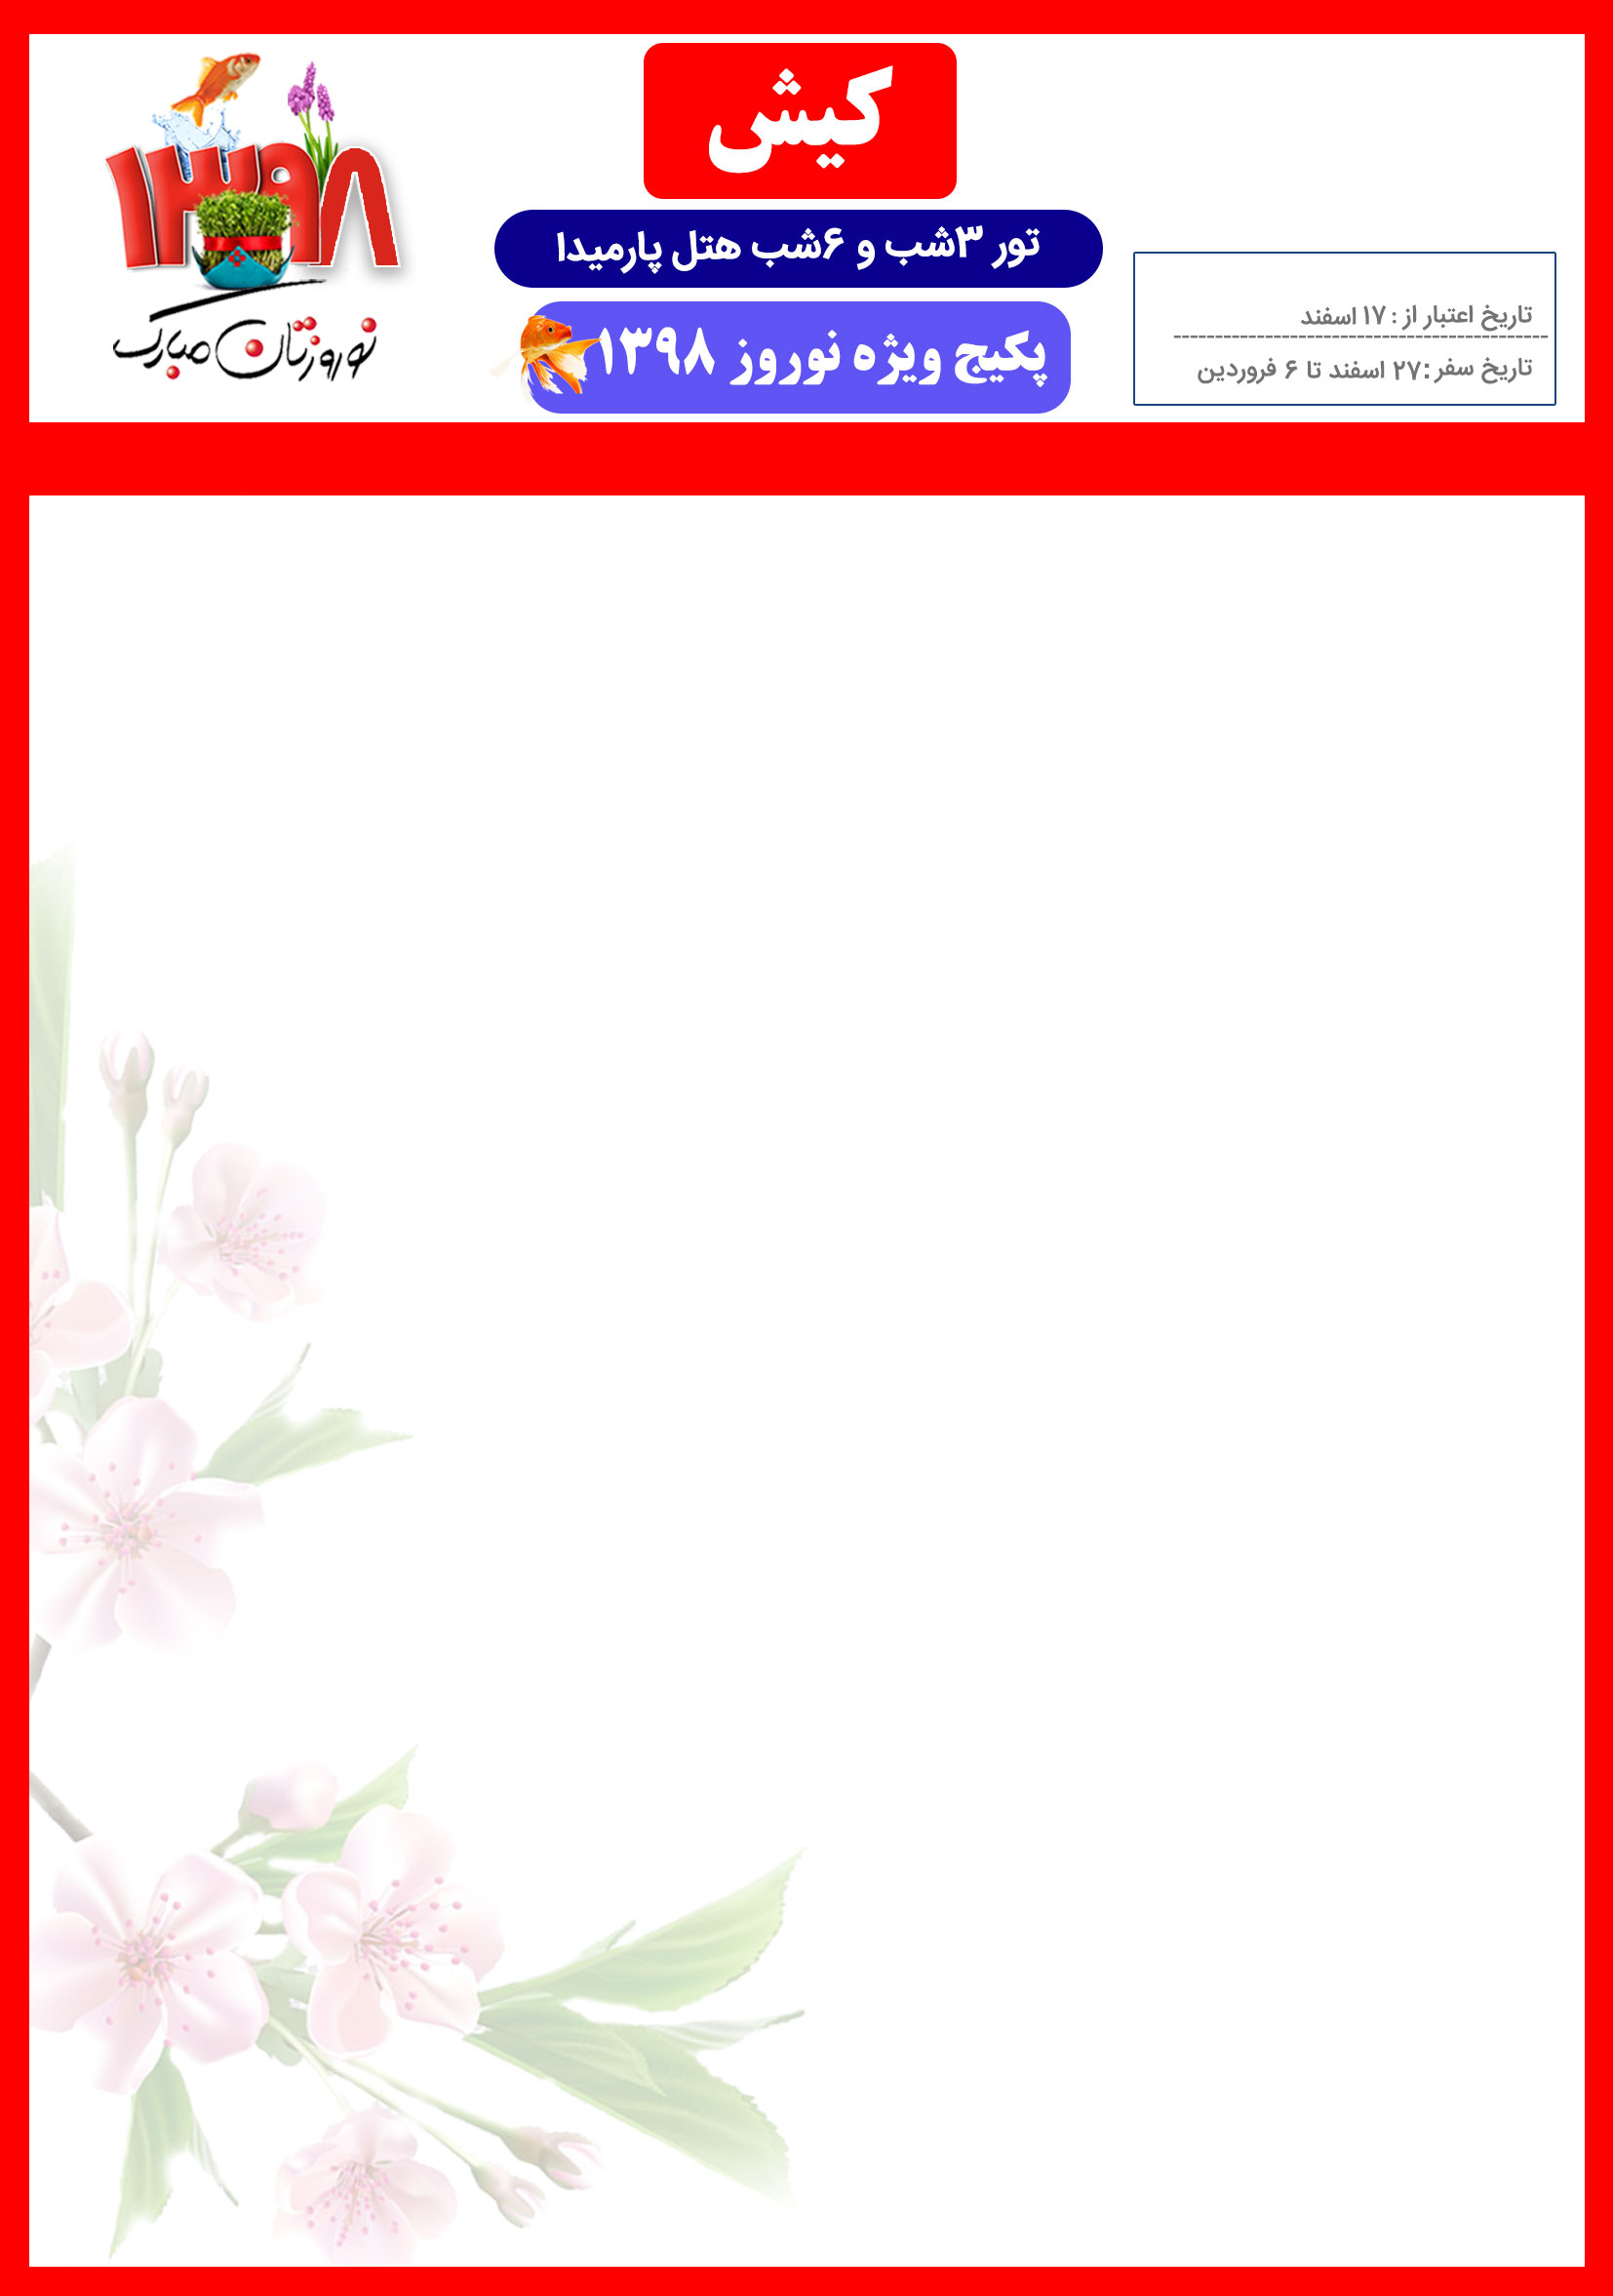 کیش
تور ۳شب و ۶شب هتل پارمیدا
پکیج ویژه نوروز ۱۳۹۸
تاریخ اعتبار از : ۱۷ اسفند
تاریخ سفر :۲۷ اسفند تا ۶ فروردین
۱۳۹۸
نوروزتان مبارک